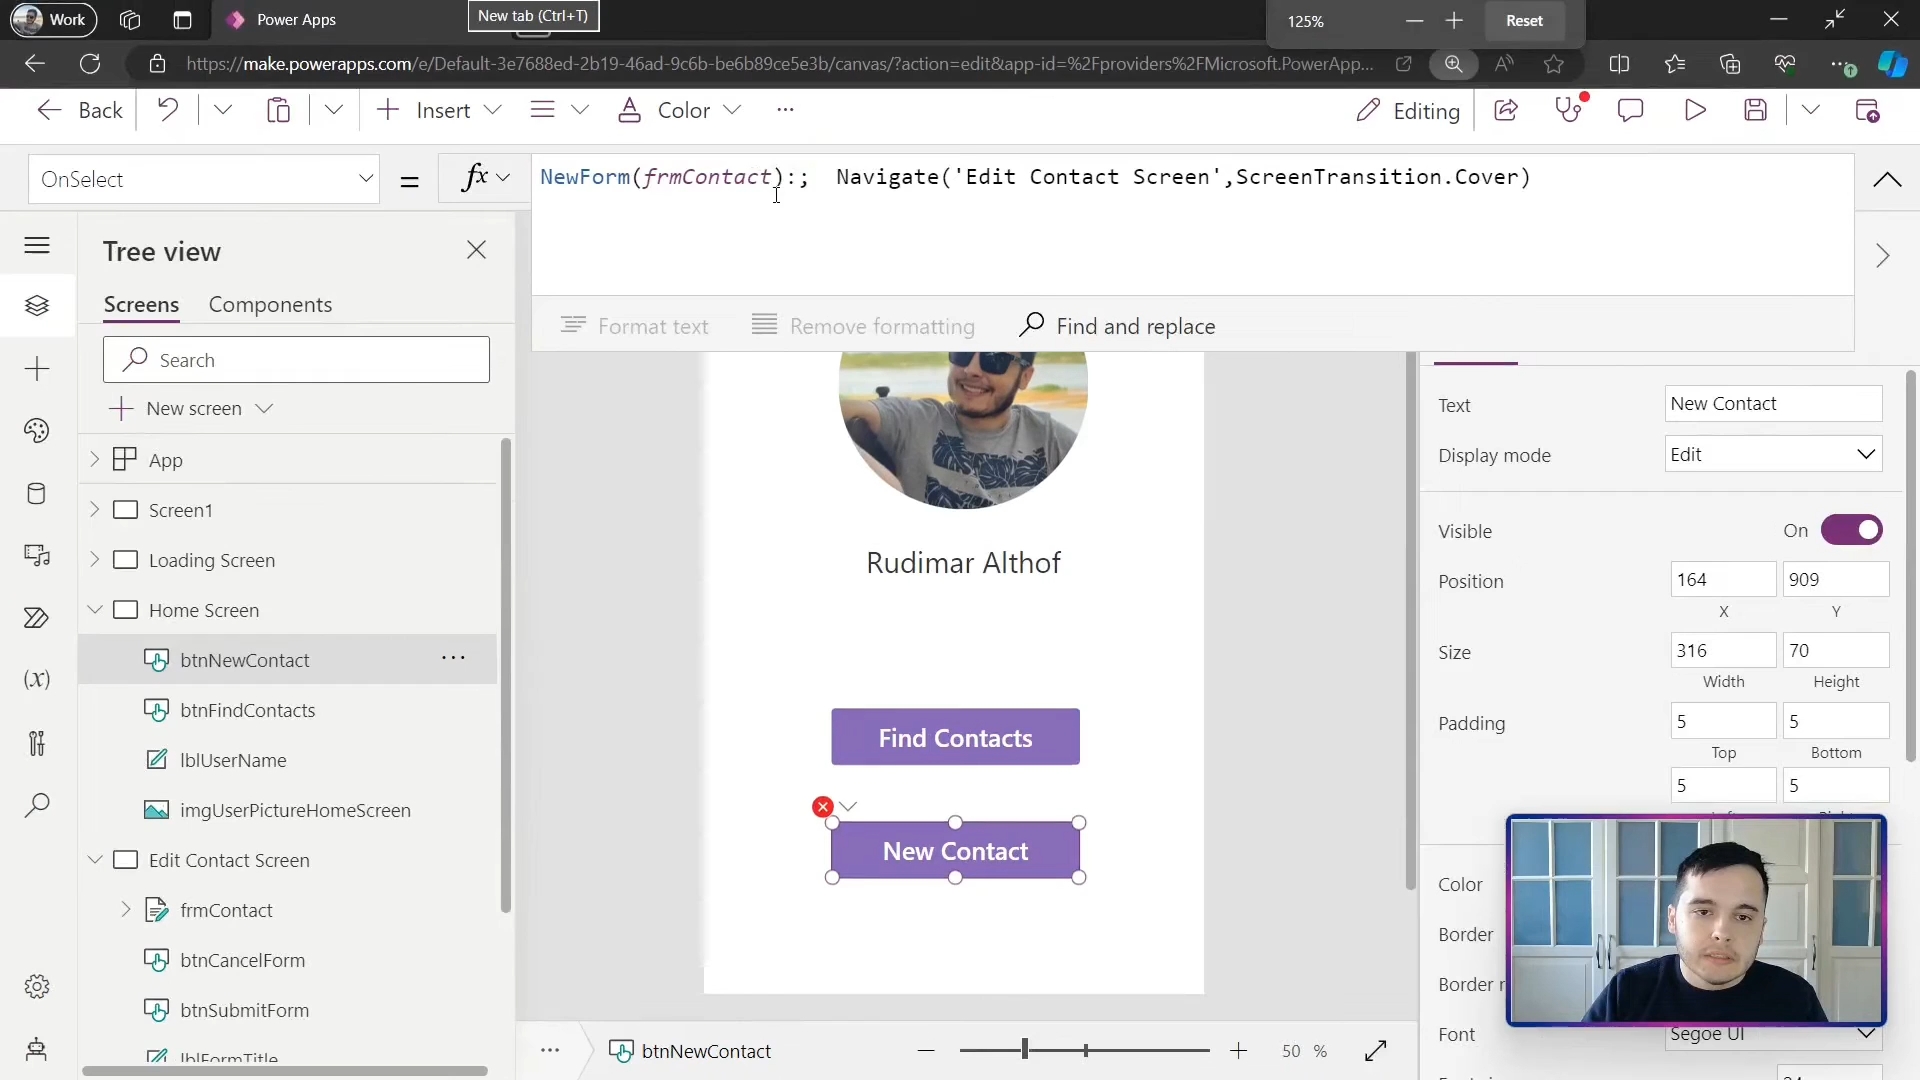 Work
Power Apps
New tab (Ctrl+T)
125%
Reset
https://make.powerapps.com/e/Default-3e7688ed-2b19-46ad-9c6b-be6b89ce5e3b/canvas/?action=edit&app-id=%2Fproviders%2FMicrosoft.PowerApp...
Back
Insert
Color
Editing
OnSelect
=
fx
NewForm(frmContact):;  Navigate('Edit Contact Screen',ScreenTransition.Cover)
Format text
Remove formatting
Find and replace
Tree view
Screens
Components
Search
New screen
App
Screen1
Loading Screen
Home Screen
btnNewContact
btnFindContacts
lblUserName
imgUserPictureHomeScreen
Edit Contact Screen
frmContact
btnCancelForm
btnSubmitForm
lblFormTitle
Rudimar Althof
Find Contacts
New Contact
btnNewContact
50 %
Text
New Contact
Display mode
Edit
Visible
On
Position
164
909
X
Y
Size
316
70
Width
Height
Padding
5
5
Top
Bottom
5
5
Color
Border
Border r
Font
Segoe UI